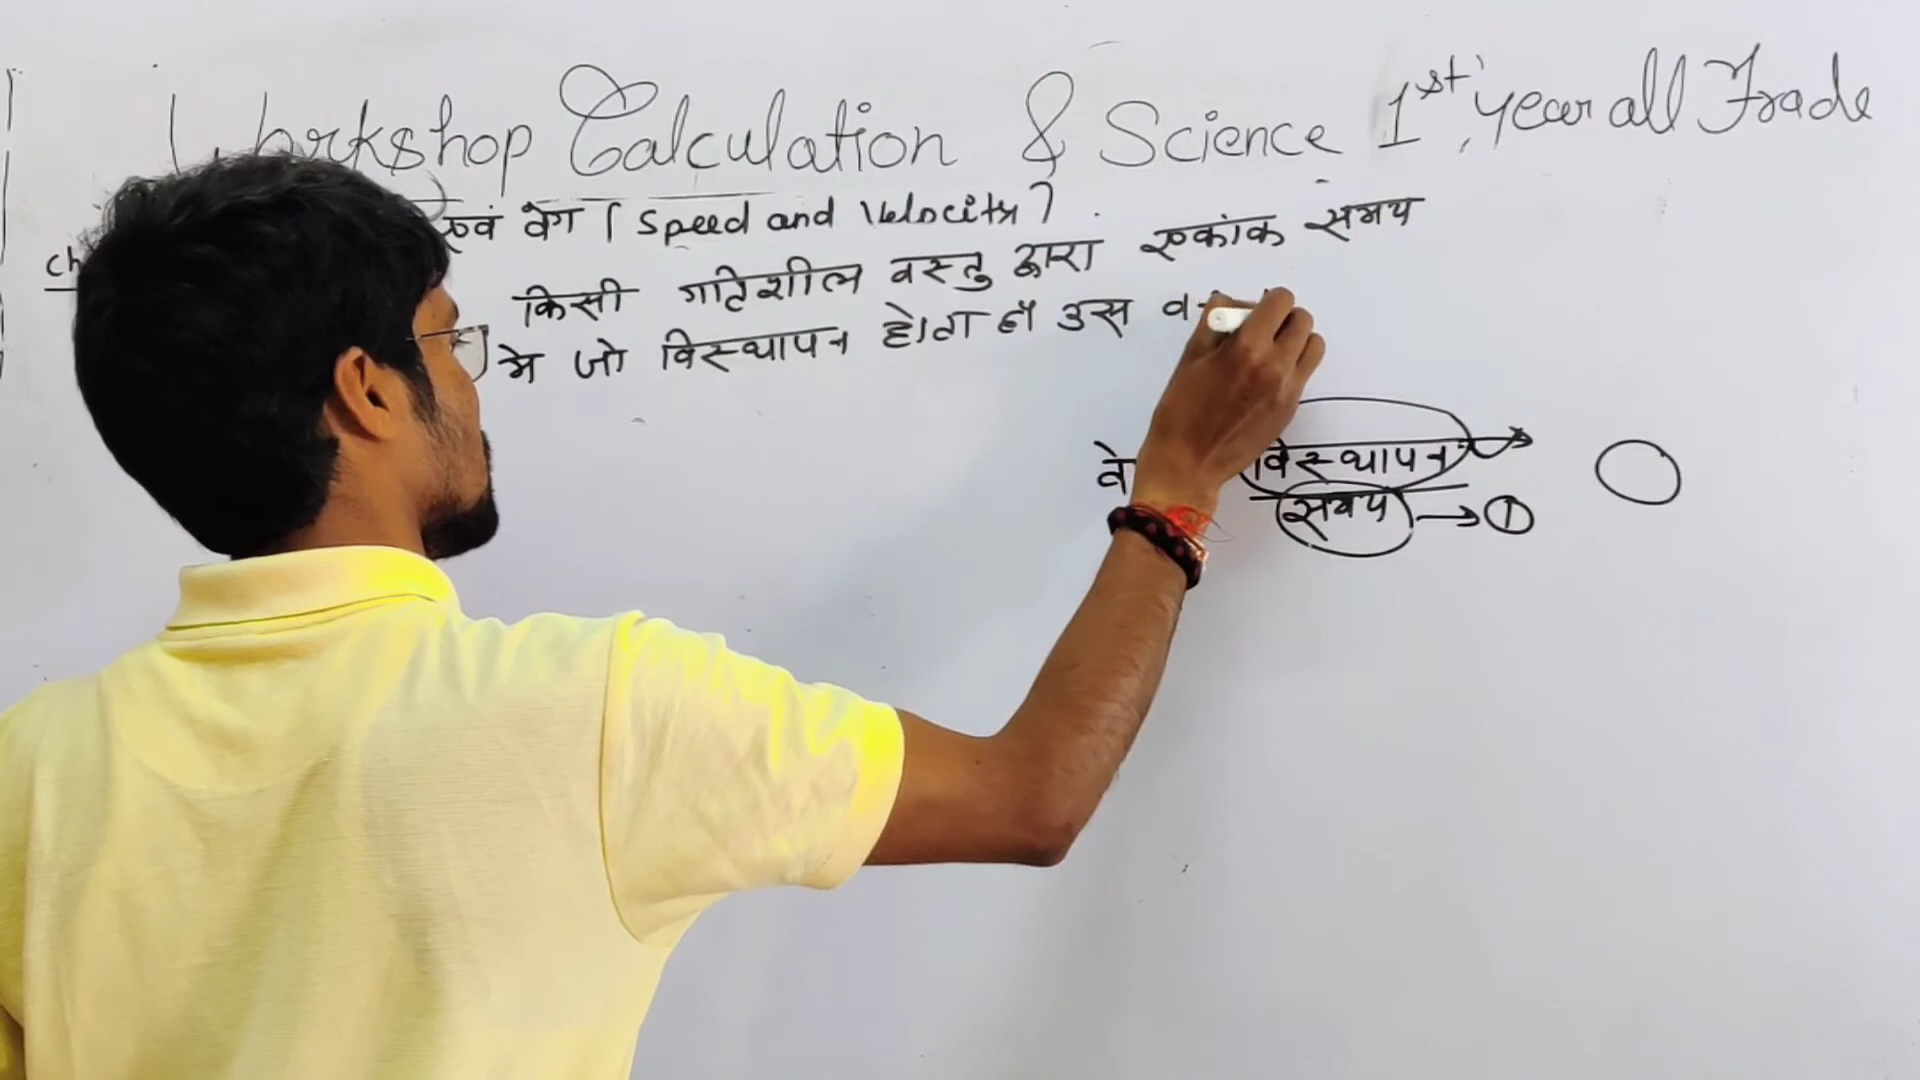 Workshop Calculation & Science 1st, year all Trade
एवं वेग [Speed and Velocity]
किसी गतिशील वस्तु द्वारा एकांक समय
मे जो विस्थापन होता है उस
विस्थापन
समय → 1